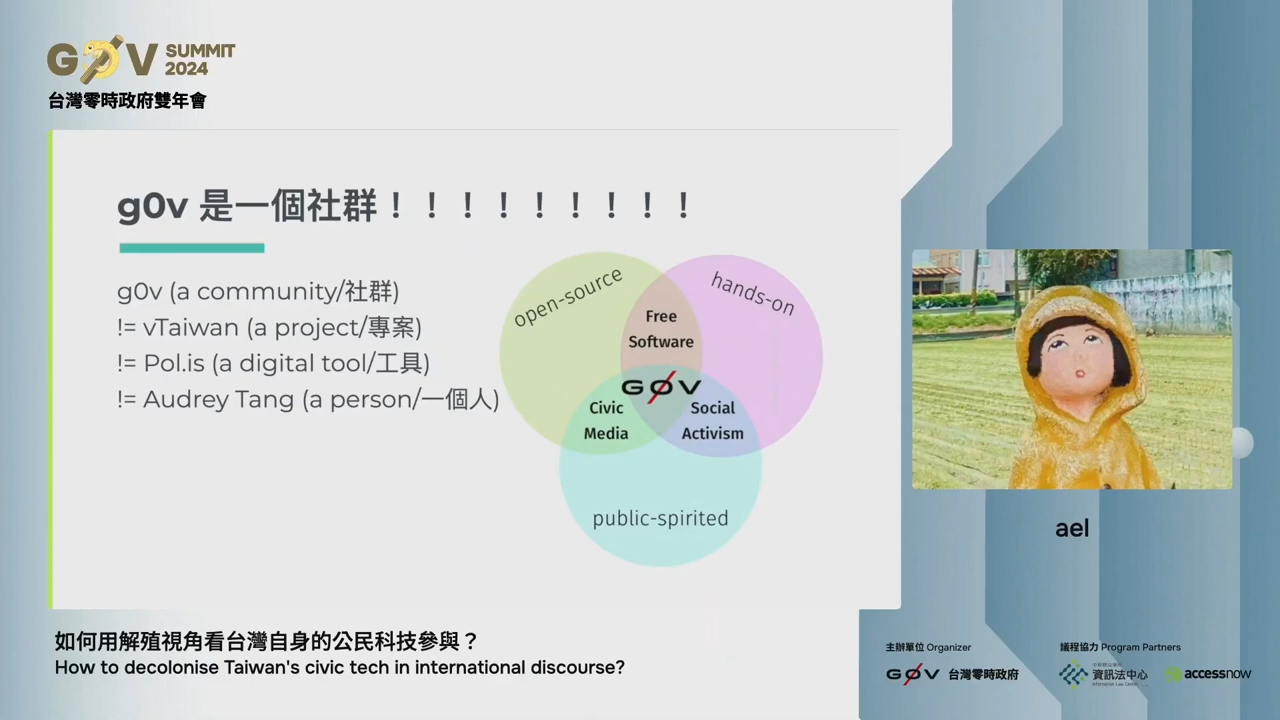 G0V SUMMIT 2024
台灣零時政府雙年會
g0v 是一個社群！！！！！！！！！
g0v (a community/社群)
!= vTaiwan (a project/專案)
!= Pol.is (a digital tool/工具)
!= Audrey Tang (a person/一個人)
open-source
hands-on
Free
Software
G0V
Civic
Media
Social
Activism
public-spirited
ael
如何用解殖視角看台灣自身的公民科技參與？
How to decolonise Taiwan's civic tech in international discourse?
主辦單位 Organizer
G0V 台灣零時政府
議程協力 Program Partners
資訊法中心
accessnow